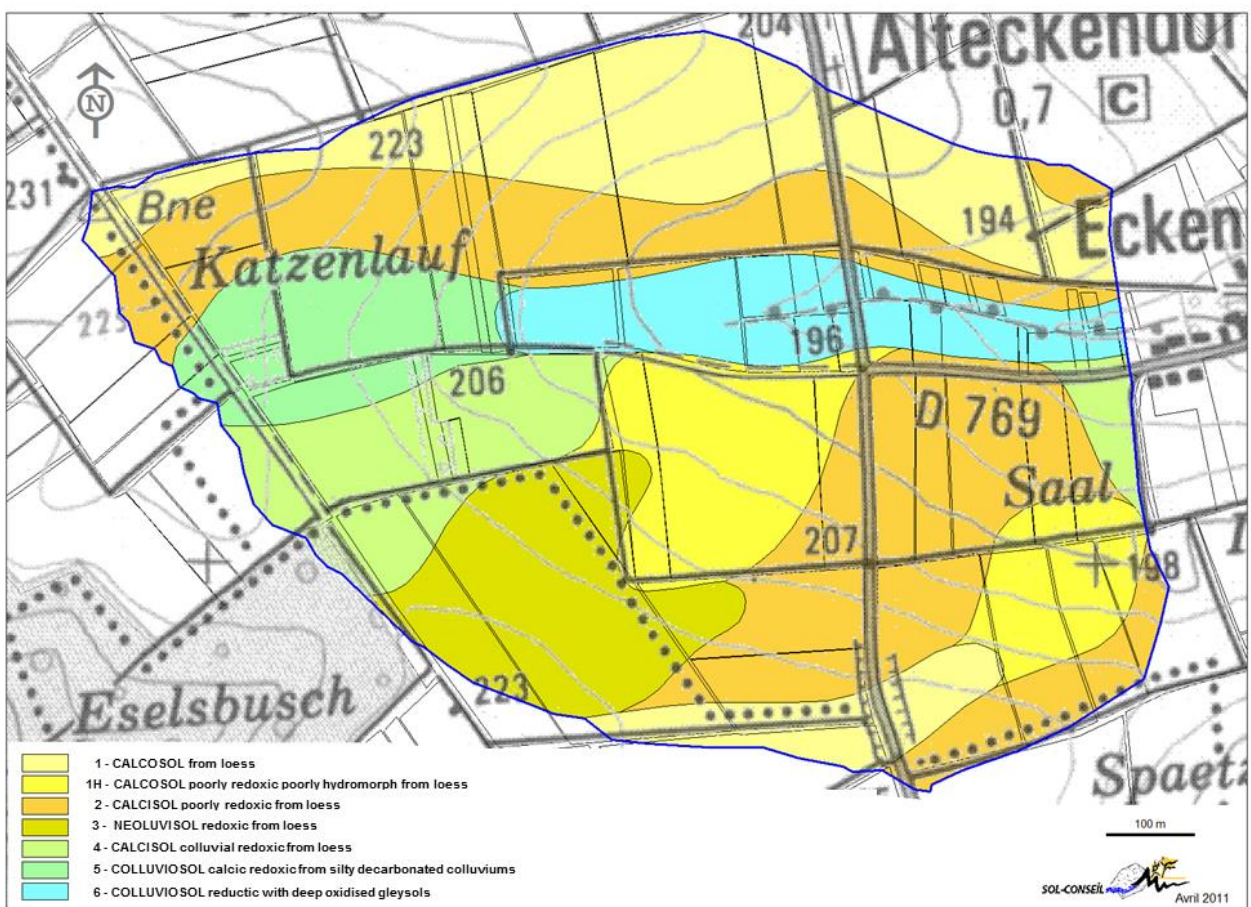 204
Alteckendor
0,7
C
N
223
231
Bne
194
Ecken
Katzenlauf
225
196
206
D 769
Saal
207
198
Eselsbusch
223
Spaetz
1 - CALCOSOL from loess
1H - CALCOSOL poorly redoxic poorly hydromorph from loess
2 - CALCISOL poorly redoxic from loess
3 - NEOLUVISOL redoxic from loess
4 - CALCISOL colluvial redoxic from loess
5 - COLLUVIOSOL calcic redoxic from silty decarbonated colluviums
6 - COLLUVIOSOL reductic with deep oxidised gleysols
100 m
SOL-CONSEIL
Avril 2011